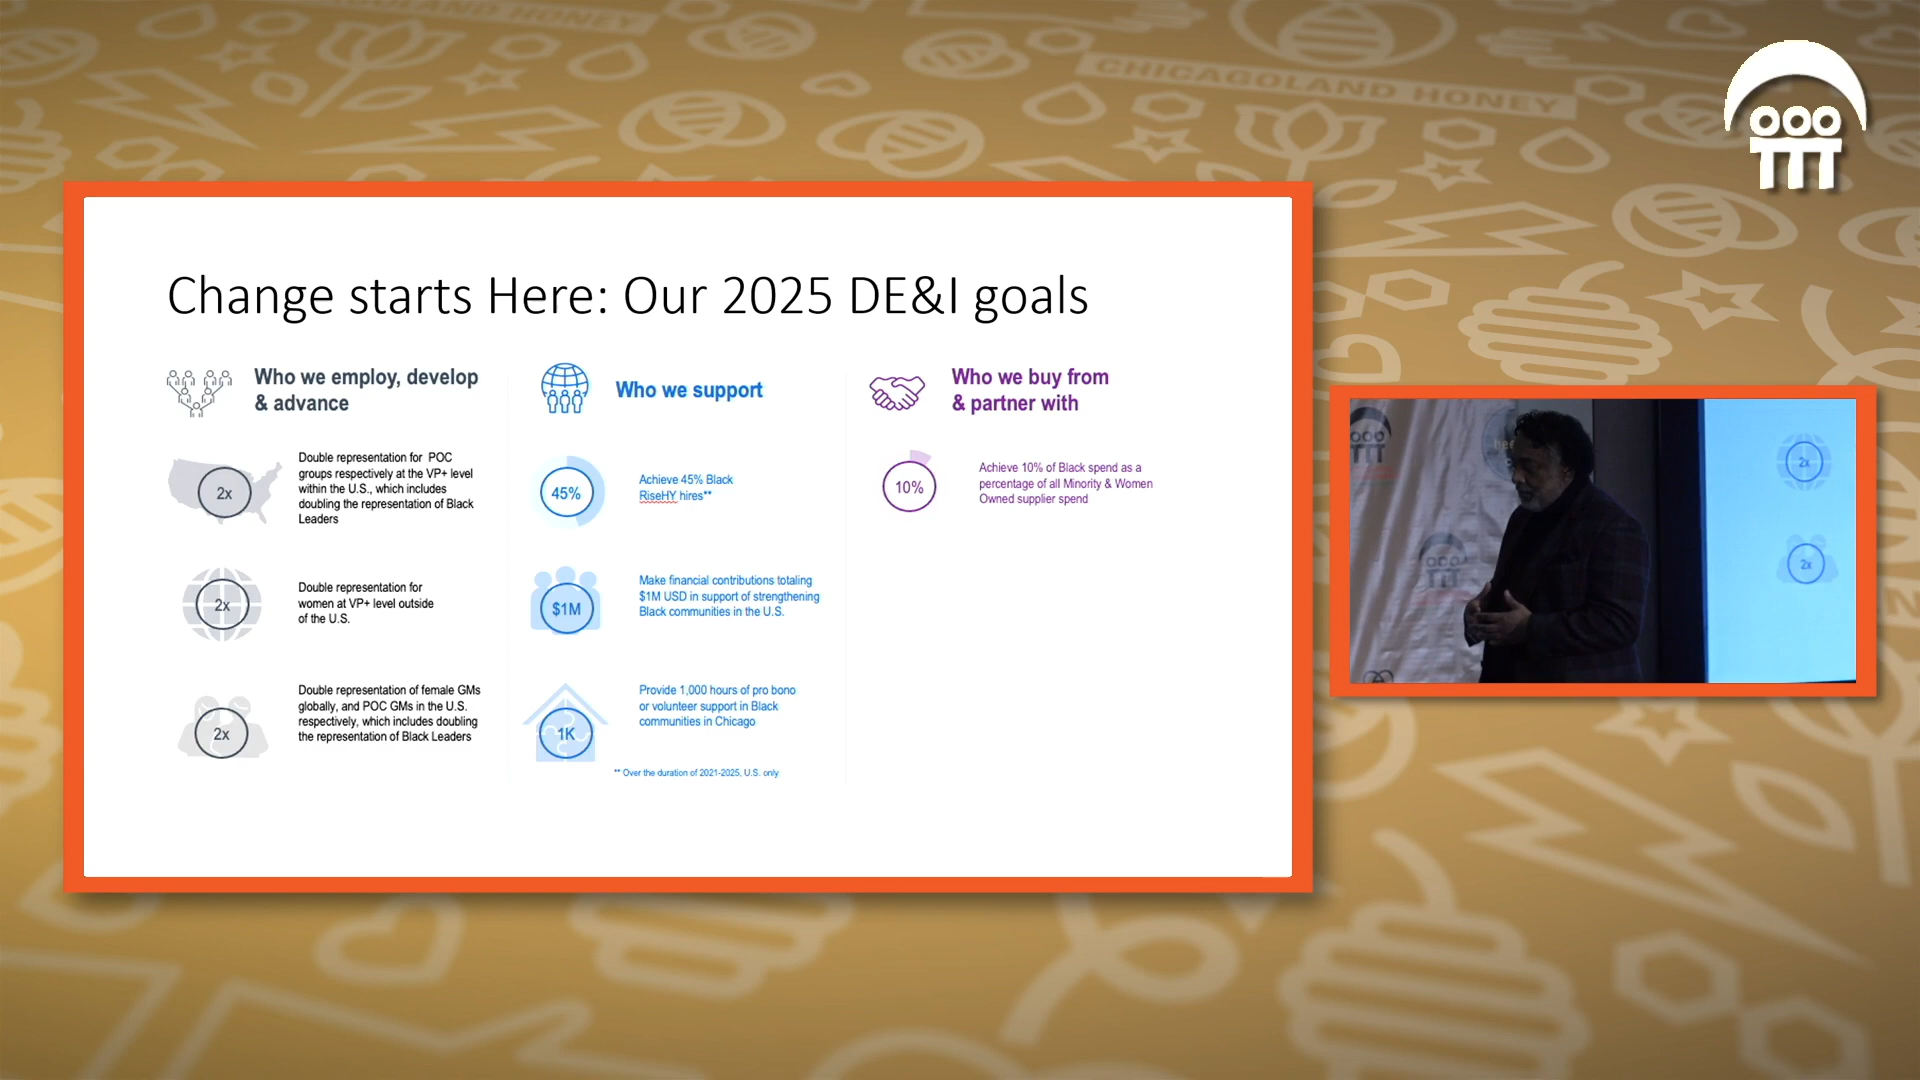 CHICAGOLAND HONEY
Change starts Here: Our 2025 DE&I goals
Who we employ, develop
& advance
2x
Double representation for POC
groups respectively at the VP+ level
within the U.S., which includes
doubling the representation of Black
Leaders
2x
Double representation for
women at VP+ level outside
of the U.S.
2x
Double representation of female GMs
globally, and POC GMs in the U.S.
respectively, which includes doubling
the representation of Black Leaders
Who we support
45%
Achieve 45% Black
RiseHY hires**
$1M
Make financial contributions totaling
$1M USD in support of strengthening
Black communities in the U.S.
1K
Provide 1,000 hours of pro bono
or volunteer support in Black
communities in Chicago
** Over the duration of 2021-2025, U.S. only
Who we buy from
& partner with
10%
Achieve 10% of Black spend as a
percentage of all Minority & Women
Owned supplier spend
2x
2x